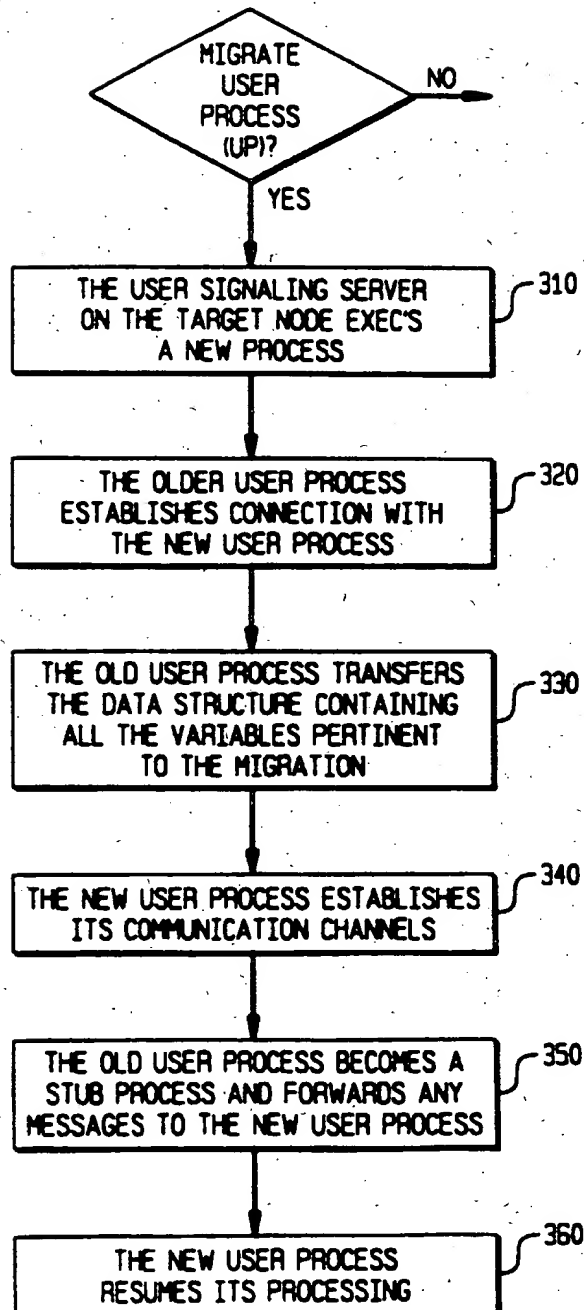 MIGRATE
USER
PROCESS
(UP)?
NO
YES
THE USER SIGNALING SERVER
ON THE TARGET NODE EXEC'S
A NEW PROCESS
310
THE OLDER USER PROCESS
ESTABLISHES CONNECTION WITH
THE NEW USER PROCESS
320
THE OLD USER PROCESS TRANSFERS
THE DATA STRUCTURE CONTAINING
ALL THE VARIABLES PERTINENT
TO THE MIGRATION
330
THE NEW USER PROCESS ESTABLISHES
ITS COMMUNICATION CHANNELS
340
THE OLD USER PROCESS BECOMES A
STUB PROCESS AND FORWARDS ANY
MESSAGES TO THE NEW USER PROCESS
350
THE NEW USER PROCESS
RESUMES ITS PROCESSING
360